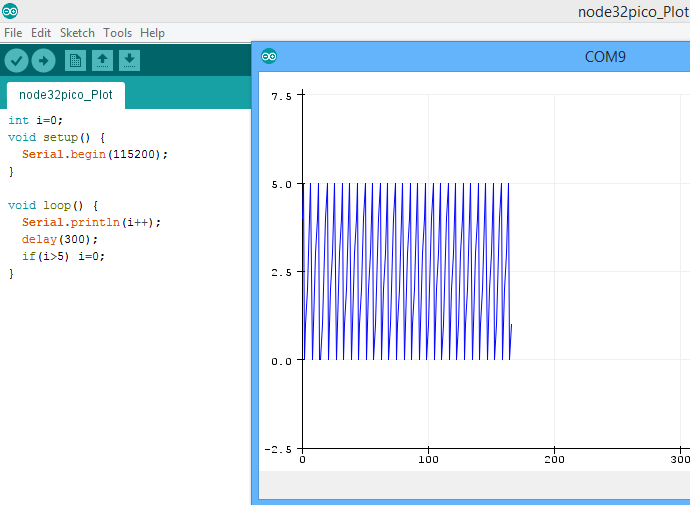 node32pico_Plot
File Edit Sketch Tools Help
node32pico_Plot
int i=0;
void setup() {
  Serial.begin(115200);
}
void loop() {
  Serial.println(i++);
  delay(300);
  if(i>5) i=0;
}
COM9
7.5
5.0
2.5
0.0
-2.5
0 100 200 300